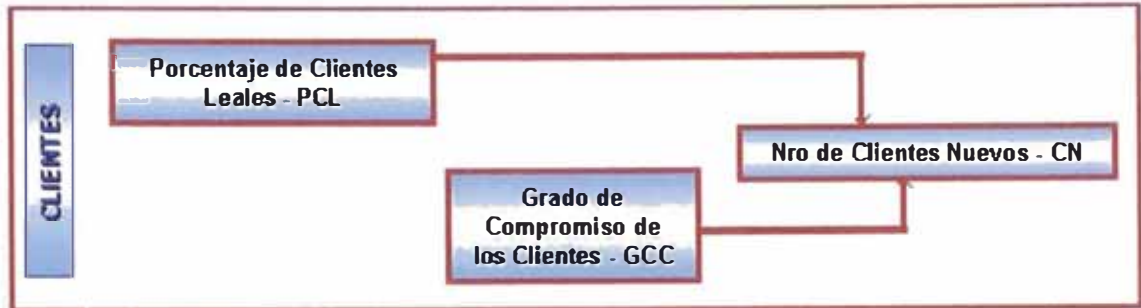 CLIENTES
Porcentaje de Clientes
Leales - PCL
Nro de Clientes Nuevos - CN
Grado de
Compromiso de
los Clientes - GCC